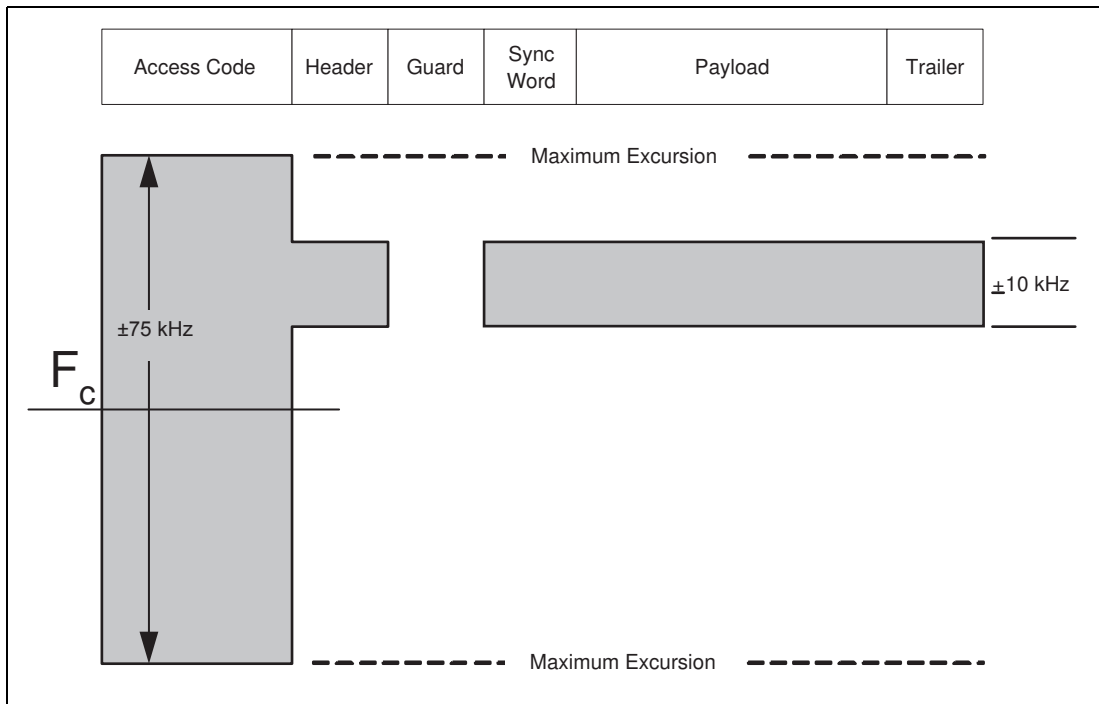 Access Code
Header
Guard
Sync
Word
Payload
Trailer
Maximum Excursion
±10 kHz
±75 kHz
Fc
Maximum Excursion